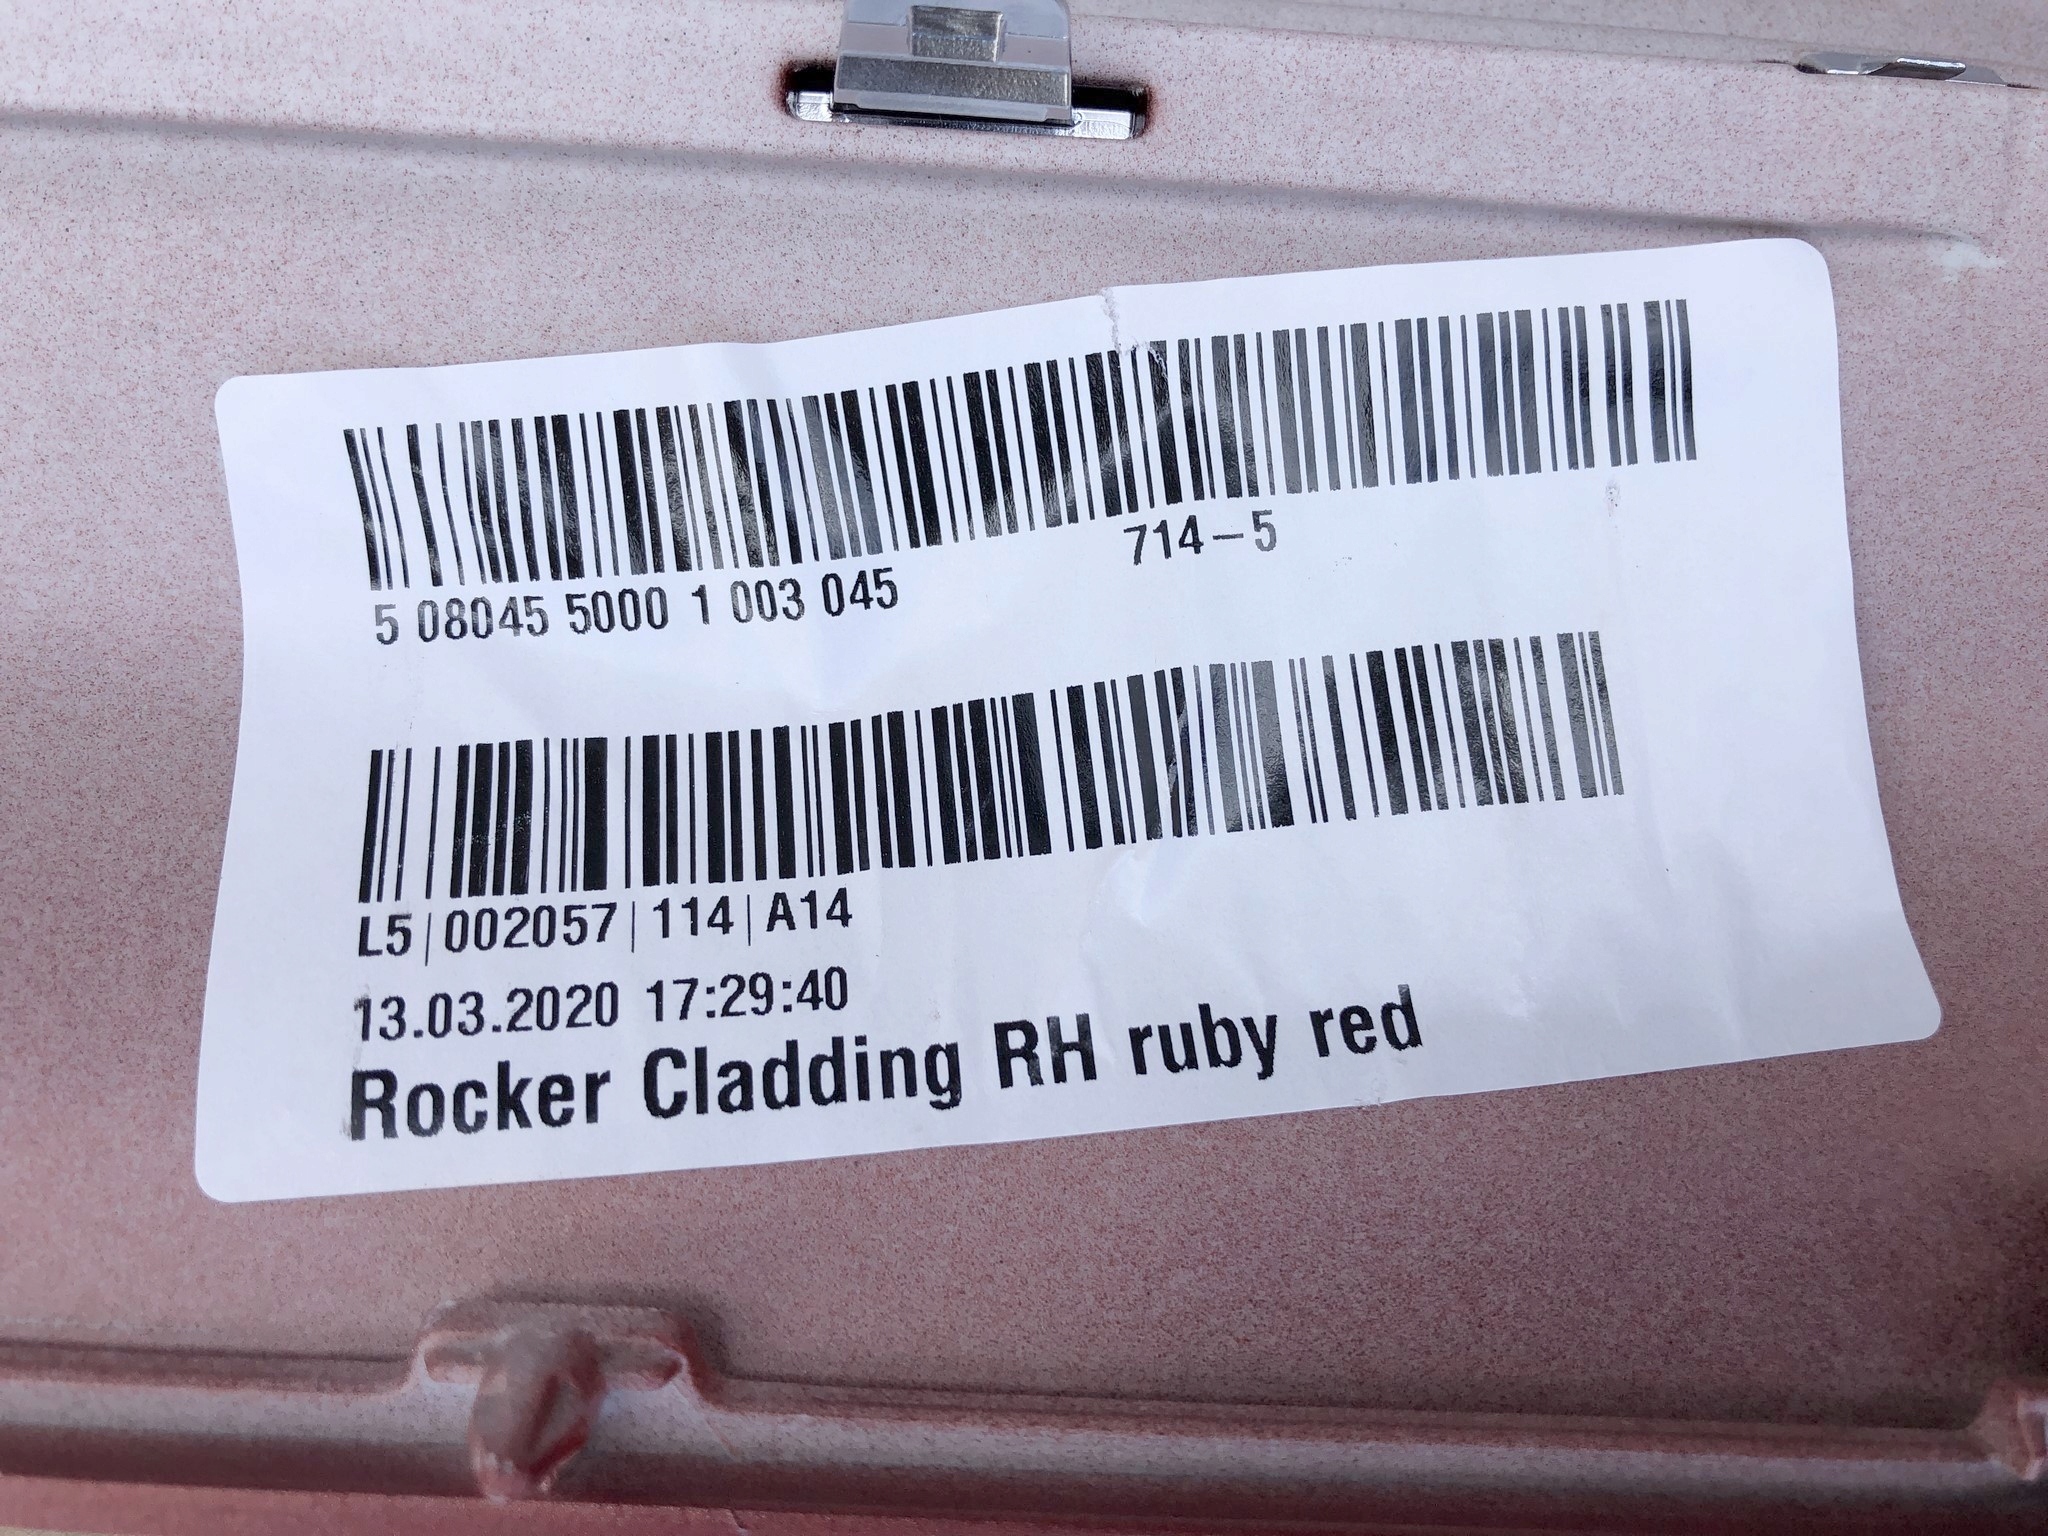 714-5
5 08045 5000 1 003 045
L5|002057|114|A14
13.03.2020 17:29:40
Rocker Cladding RH ruby red